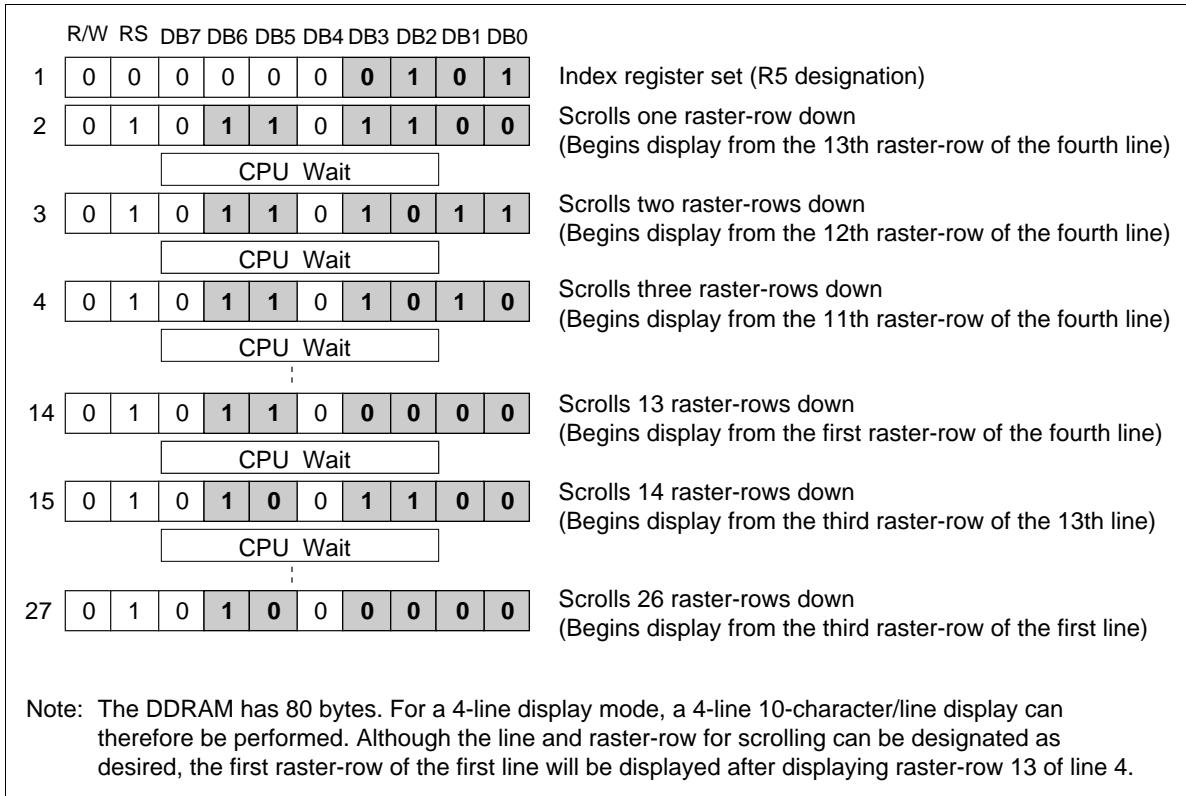 R/W RS DB7 DB6 DB5 DB4 DB3 DB2 DB1 DB0
1 0 0 0 0 0 0 0 1 0 1 Index register set (R5 designation)
2 0 1 0 1 1 0 1 1 0 0 Scrolls one raster-row down
(Begins display from the 13th raster-row of the fourth line)
CPU Wait
3 0 1 0 1 1 0 1 0 1 1 Scrolls two raster-rows down
(Begins display from the 12th raster-row of the fourth line)
CPU Wait
4 0 1 0 1 1 0 1 0 1 0 Scrolls three raster-rows down
(Begins display from the 11th raster-row of the fourth line)
CPU Wait
14 0 1 0 1 1 0 0 0 0 0 Scrolls 13 raster-rows down
(Begins display from the first raster-row of the fourth line)
CPU Wait
15 0 1 0 1 0 0 1 1 0 0 Scrolls 14 raster-rows down
(Begins display from the third raster-row of the 13th line)
CPU Wait
27 0 1 0 1 0 0 0 0 0 0 Scrolls 26 raster-rows down
(Begins display from the third raster-row of the first line)
Note: The DDRAM has 80 bytes. For a 4-line display mode, a 4-line 10-character/line display can
therefore be performed. Although the line and raster-row for scrolling can be designated as
desired, the first raster-row of the first line will be displayed after displaying raster-row 13 of line 4.